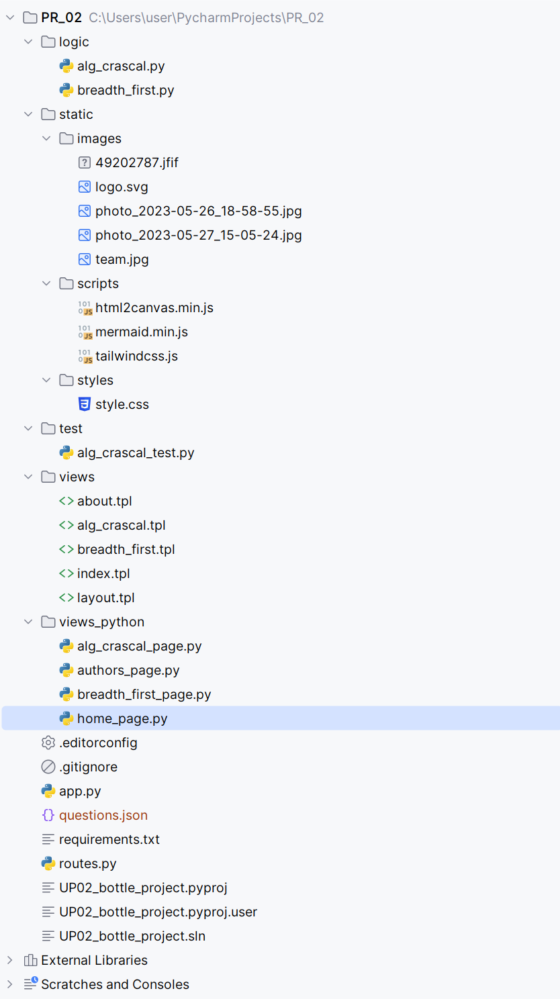 PR_02 C:\Users\user\PycharmProjects\PR_02
logic
alg_crascal.py
breadth_first.py
static
images
49202787.jfif
logo.svg
photo_2023-05-26_18-58-55.jpg
photo_2023-05-27_15-05-24.jpg
team.jpg
scripts
html2canvas.min.js
mermaid.min.js
tailwindcss.js
styles
style.css
test
alg_crascal_test.py
views
about.tpl
alg_crascal.tpl
breadth_first.tpl
index.tpl
layout.tpl
views_python
alg_crascal_page.py
authors_page.py
breadth_first_page.py
home_page.py
.editorconfig
.gitignore
app.py
questions.json
requirements.txt
routes.py
UP02_bottle_project.pyproj
UP02_bottle_project.pyproj.user
UP02_bottle_project.sln
External Libraries
Scratches and Consoles